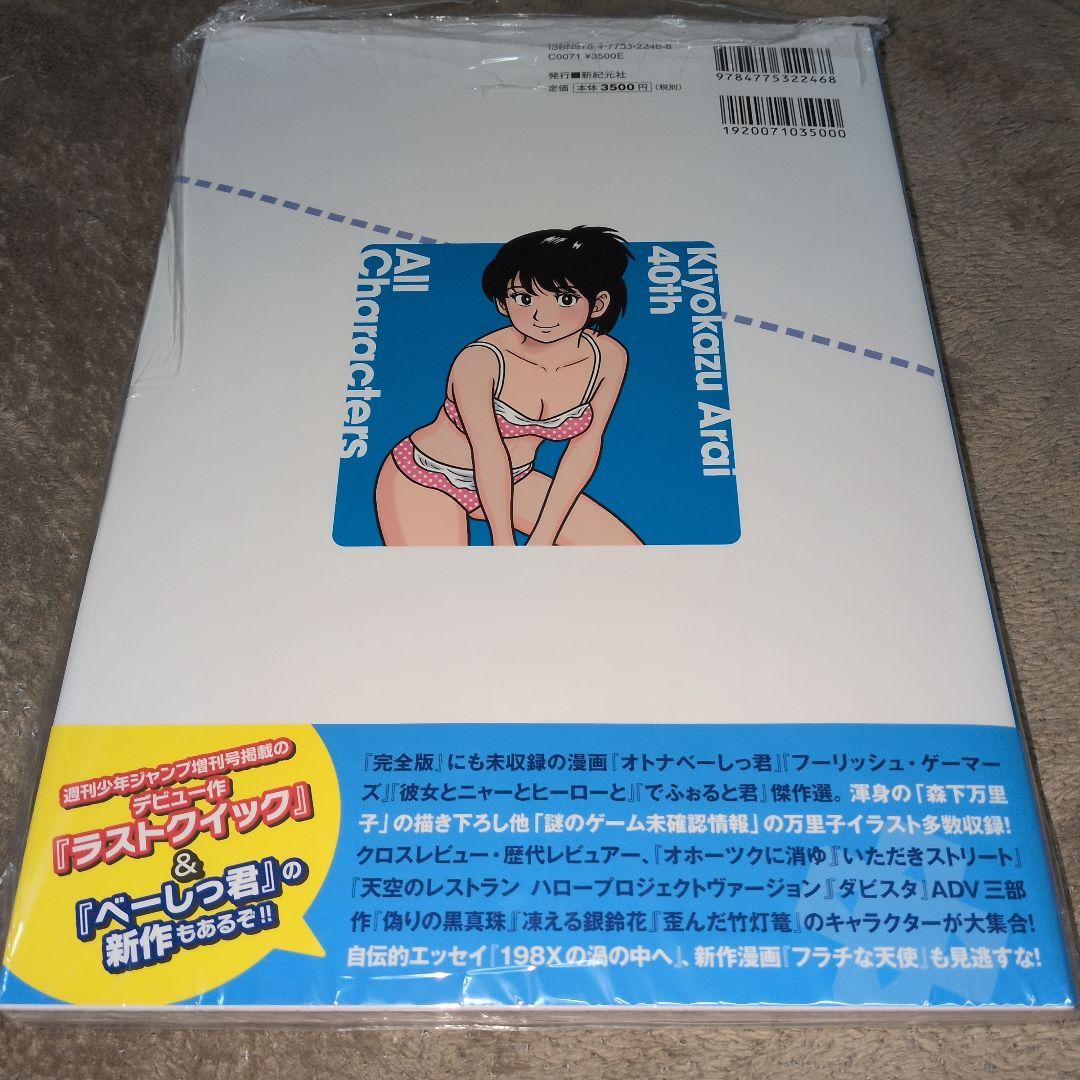 ISBN978-4-7753-2246-8
C0071 ¥3500E
発行■新紀元社
定価 本体3500円(税別)
9784775322468
1920071035000
All
Characters
Kiyokazu Arai
40th
週刊少年ジャンプ増刊号掲載の
デビュー作
『ラストクイック』
&
『べーしっ君』の
新作もあるぞ!!
『完全版』にも未収録の漫画『オトナべーしっ君』『フーリッシュ・ゲーマー
ズ』『彼女とニャーとヒーローと』『でふぉると君』傑作選。渾身の「森下万里
子」の描き下ろし他「謎のゲーム未確認情報」の万里子イラスト多数収録!
クロスレビュー・歴代レビュアー、『オホーツクに消ゆ』『いただきストリート』
『天空のレストラン ハロープロジェクトヴァージョン』『ダビスタ』ADV三部
作『偽りの黒真珠』『凍える銀鈴花』『歪んだ竹灯篭』のキャラクターが大集合!
自伝的エッセイ『198Xの渦の中へ』、新作漫画『フラチな天使』も見逃すな!